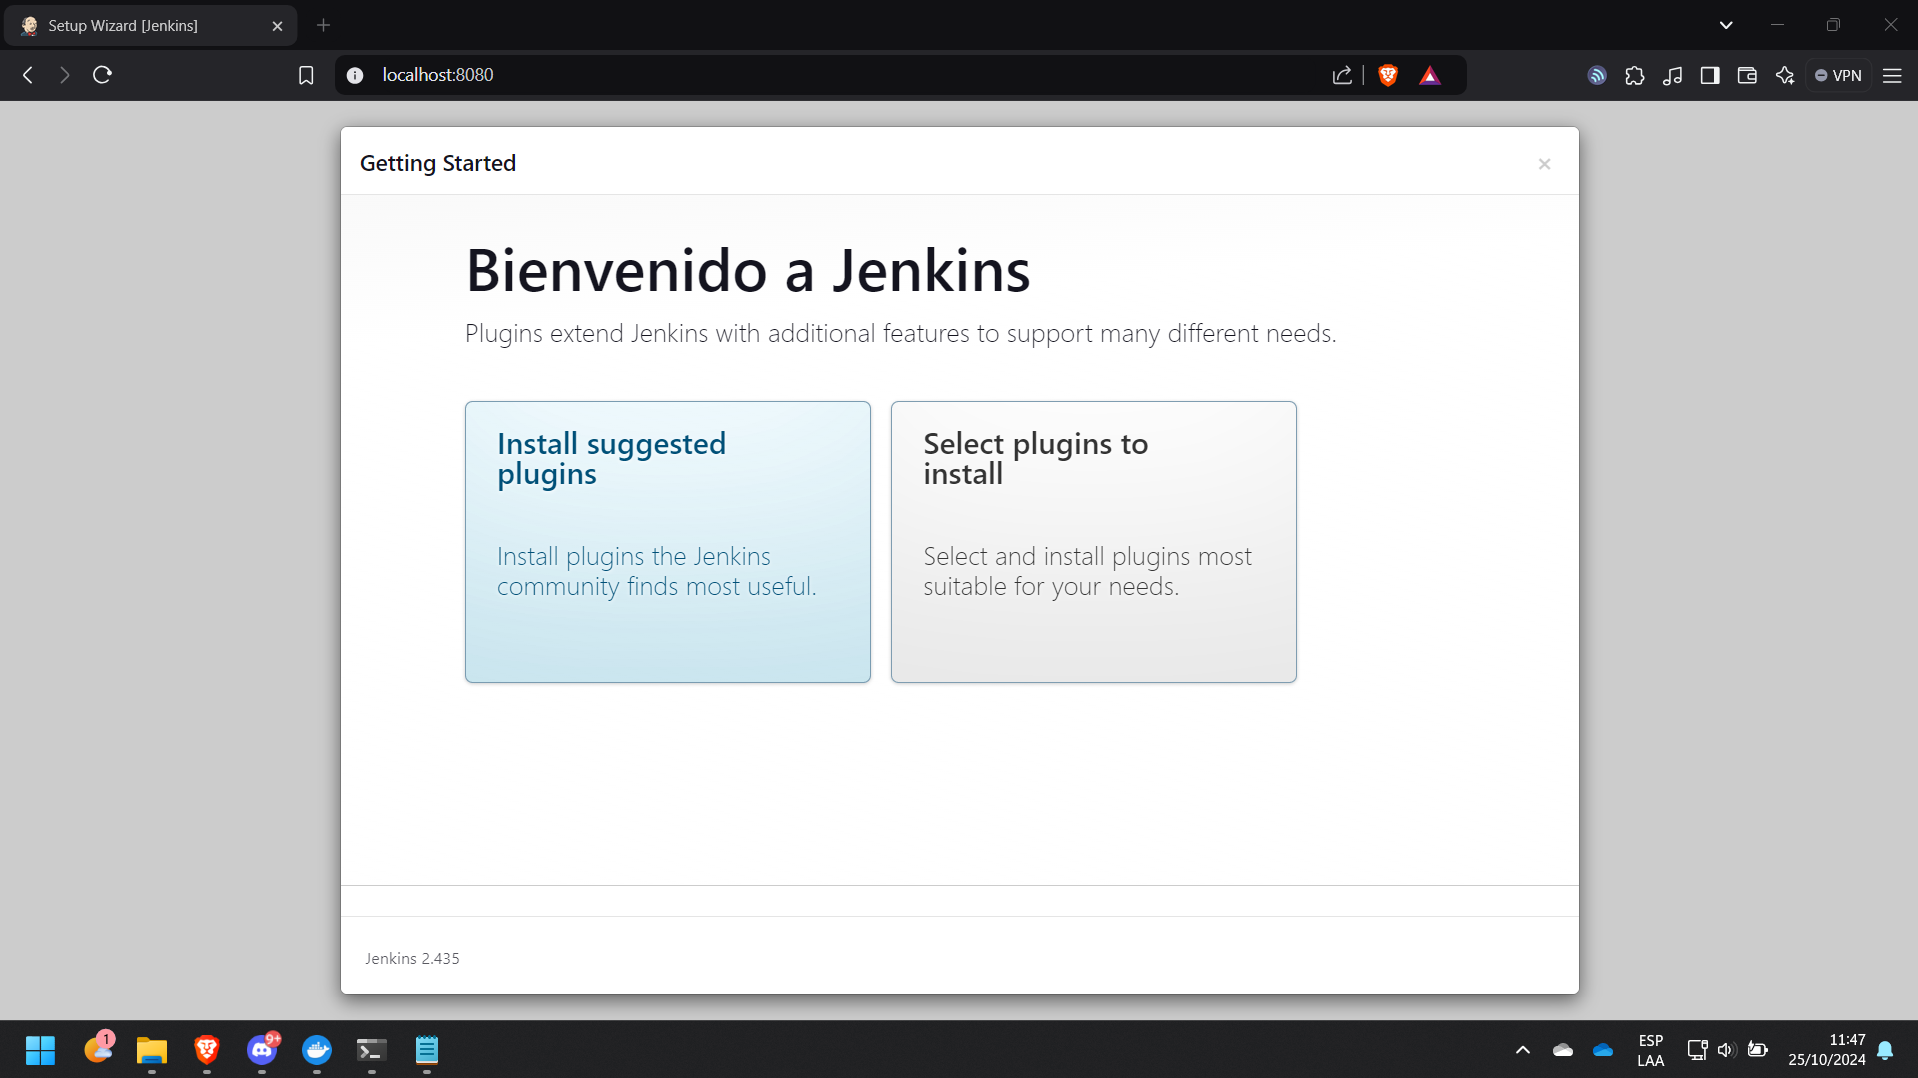 Setup Wizard [Jenkins]
localhost:8080
VPN
Getting Started
Bienvenido a Jenkins
Plugins extend Jenkins with additional features to support many different needs.
Install suggested
plugins
Install plugins the Jenkins
community finds most useful.
Select plugins to
install
Select and install plugins most
suitable for your needs.
Jenkins 2.435
1
9+
ESP
LAA
11:47
25/10/2024